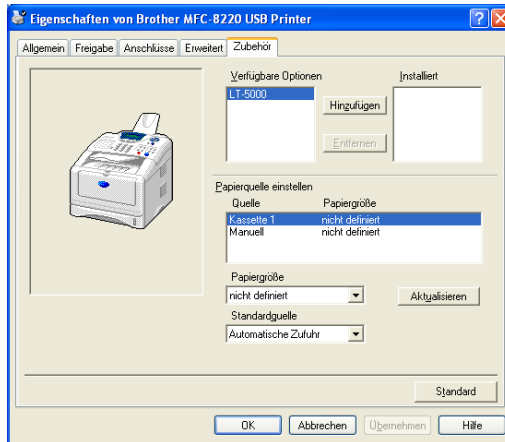 Eigenschaften von Brother MFC-8220 USB Printer
Allgemein Freigabe Anschlüsse Erweitert Zubehör
Verfügbare Optionen Installiert
LT-5000
Hinzufügen
Entfernen
Papierquelle einstellen
Quelle Papiergröße
Kassette 1 nicht definiert
Manuell nicht definiert
Papiergröße
nicht definiert
Aktualisieren
Standardquelle
Automatische Zufuhr
Standard
OK Abbrechen Übernehmen Hilfe